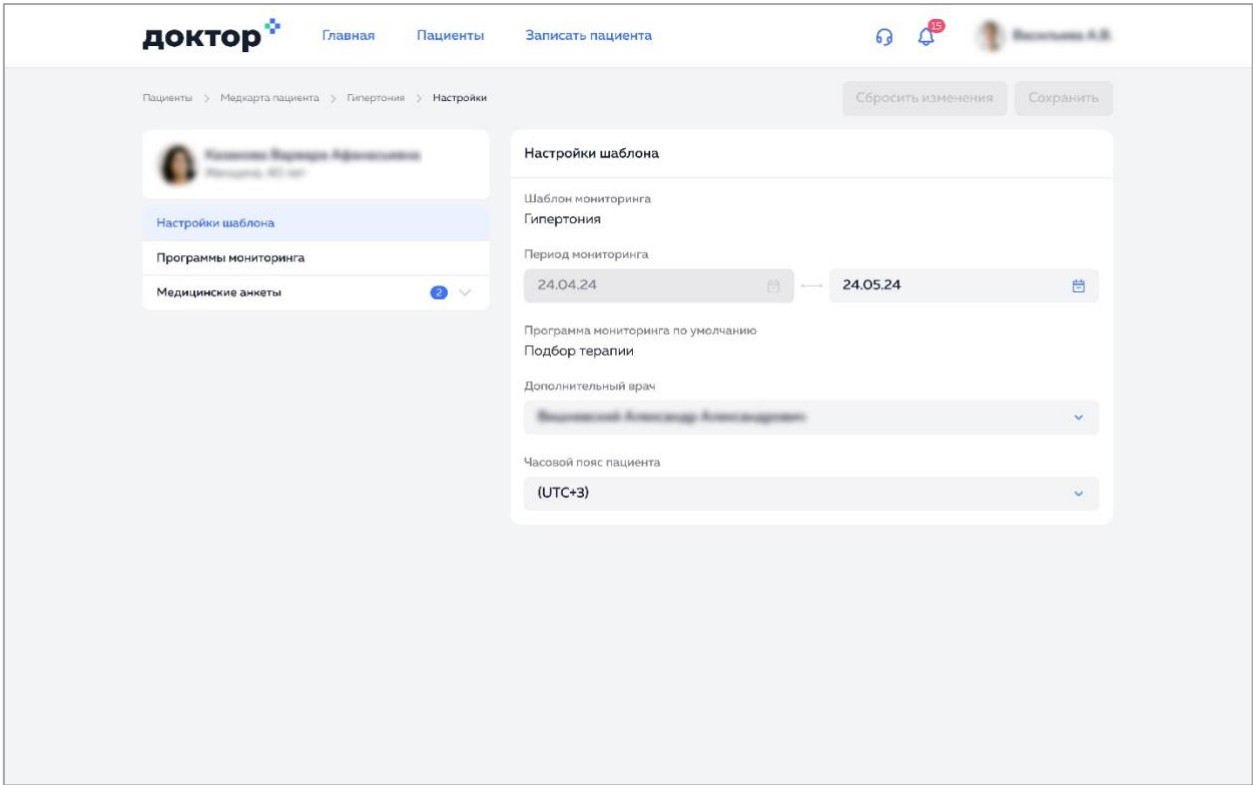 доктор
Главная Пациенты Записать пациента 15
Пациенты > Медкарта пациента > Гипертония > Настройки
Сбросить изменения Сохранить
Настройки шаблона
Программы мониторинга
Медицинские анкеты 2
Настройки шаблона
Шаблон мониторинга
Гипертония
Период мониторинга
24.04.24 24.05.24
Программа мониторинга по умолчанию
Подбор терапии
Дополнительный врач
Часовой пояс пациента
(UTC+3)